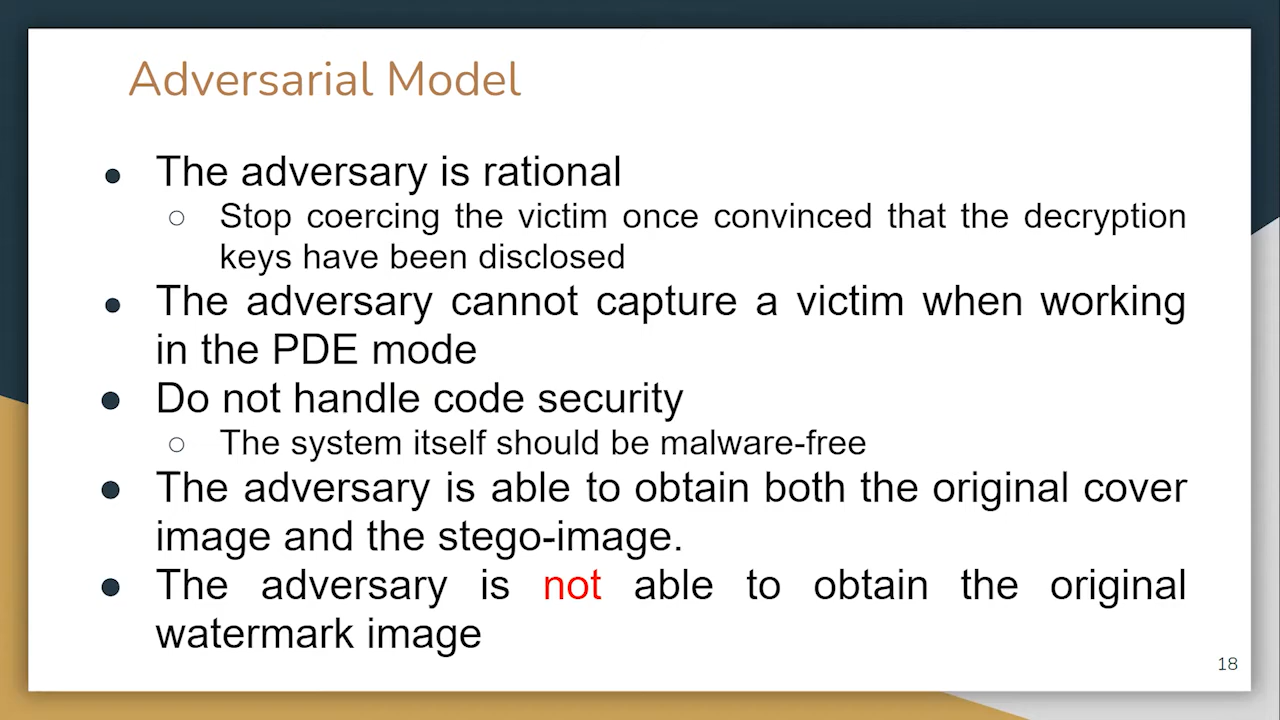 Adversarial Model
● The adversary is rational
○ Stop coercing the victim once convinced that the decryption
keys have been disclosed
● The adversary cannot capture a victim when working
in the PDE mode
● Do not handle code security
○ The system itself should be malware-free
● The adversary is able to obtain both the original cover
image and the stego-image.
● The adversary is not able to obtain the original
watermark image
18